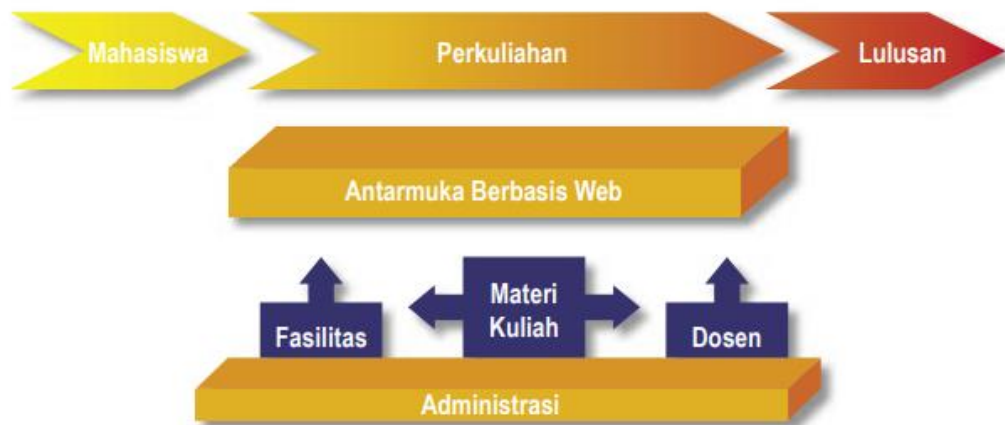 Mahasiswa
Perkuliahan
Lulusan
Antarmuka Berbasis Web
Materi
Kuliah
Fasilitas
Dosen
Administrasi